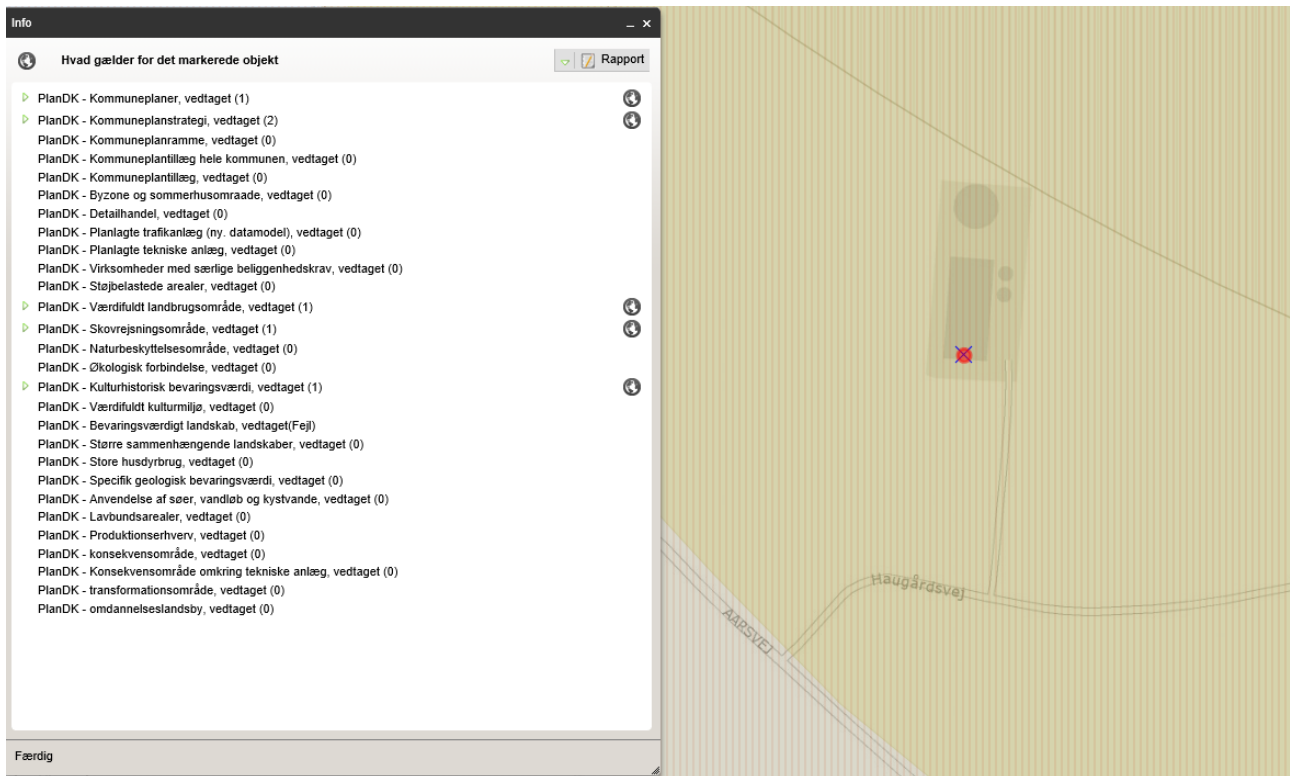 Info
Hvad gælder for det markerede objekt
Rapport
PlanDK - Kommuneplaner, vedtaget (1)
PlanDK - Kommuneplanstrategi, vedtaget (2)
PlanDK - Kommuneplanramme, vedtaget (0)
PlanDK - Kommuneplantillæg hele kommunen, vedtaget (0)
PlanDK - Kommuneplantillæg, vedtaget (0)
PlanDK - Byzone og sommerhusomraade, vedtaget (0)
PlanDK - Detailhandel, vedtaget (0)
PlanDK - Planlagte trafikanlæg (ny. datamodel), vedtaget (0)
PlanDK - Planlagte tekniske anlæg, vedtaget (0)
PlanDK - Virksomheder med særlige beliggenhedskrav, vedtaget (0)
PlanDK - Støjbelastede arealer, vedtaget (0)
PlanDK - Værdifuldt landbrugsområde, vedtaget (1)
PlanDK - Skovrejsningsområde, vedtaget (1)
PlanDK - Naturbeskyttelsesområde, vedtaget (0)
PlanDK - Økologisk forbindelse, vedtaget (0)
PlanDK - Kulturhistorisk bevaringsværdi, vedtaget (1)
PlanDK - Værdifuldt kulturmiljø, vedtaget (0)
PlanDK - Bevaringsværdigt landskab, vedtaget(Fejl)
PlanDK - Større sammenhængende landskaber, vedtaget (0)
PlanDK - Store husdyrbrug, vedtaget (0)
PlanDK - Specifik geologisk bevaringsværdi, vedtaget (0)
PlanDK - Anvendelse af søer, vandløb og kystvande, vedtaget (0)
PlanDK - Lavbundsarealer, vedtaget (0)
PlanDK - Produktionserhverv, vedtaget (0)
PlanDK - konsekvensområde, vedtaget (0)
PlanDK - Konsekvensområde omkring tekniske anlæg, vedtaget (0)
PlanDK - transformationsområde, vedtaget (0)
PlanDK - omdannelseslandsby, vedtaget (0)
Færdig
Haugårdsvej
AARSVEJ